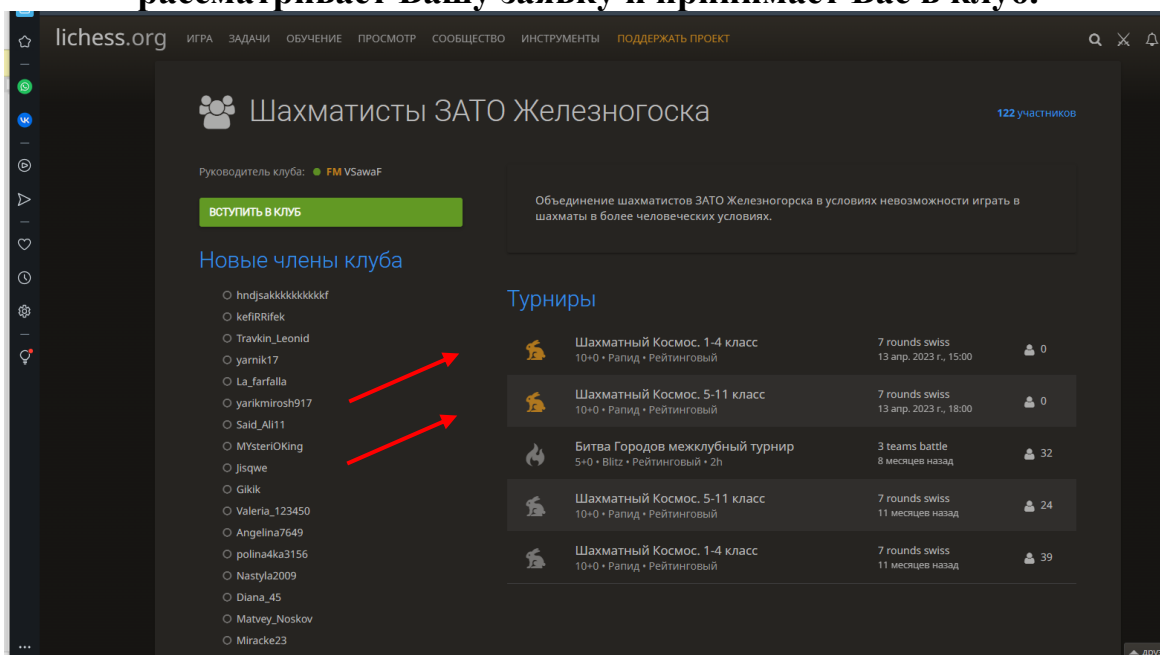 рассматривает Вашу заявку и принимает Вас в клуб.
lichess.org ИГРА ЗАДАЧИ ОБУЧЕНИЕ ПРОСМОТР СООБЩЕСТВО ИНСТРУМЕНТЫ ПОДДЕРЖАТЬ ПРОЕКТ
Шахматисты ЗАТО Железногоска
122 участников
Руководитель клуба: FM VSawaF
ВСТУПИТЬ В КЛУБ
Объединение шахматистов ЗАТО Железногорска в условиях невозможности играть в
шахматы в более человеческих условиях.
Новые члены клуба
hndjsakkkkkkkkkkf
kefiRRifek
Travkin_Leonid
yarnik17
La_farfalla
yarikmirosh917
Said_Ali11
MYsteriOKing
Jisqwe
Gikik
Valeria_123450
Angelina7649
polina4ka3156
Nastyla2009
Diana_45
Matvey_Noskov
Miracke23
Турниры
Шахматный Космос. 1-4 класс 7 rounds swiss
10+0 • Рапид • Рейтинговый 13 апр. 2023 г., 15:00 0
Шахматный Космос. 5-11 класс 7 rounds swiss
10+0 • Рапид • Рейтинговый 13 апр. 2023 г., 18:00 0
Битва Городов межклубный турнир 3 teams battle
5+0 • Blitz • Рейтинговый • 2h 8 месяцев назад 32
Шахматный Космос. 5-11 класс 7 rounds swiss
10+0 • Рапид • Рейтинговый 11 месяцев назад 24
Шахматный Космос. 1-4 класс 7 rounds swiss
10+0 • Рапид • Рейтинговый 11 месяцев назад 39